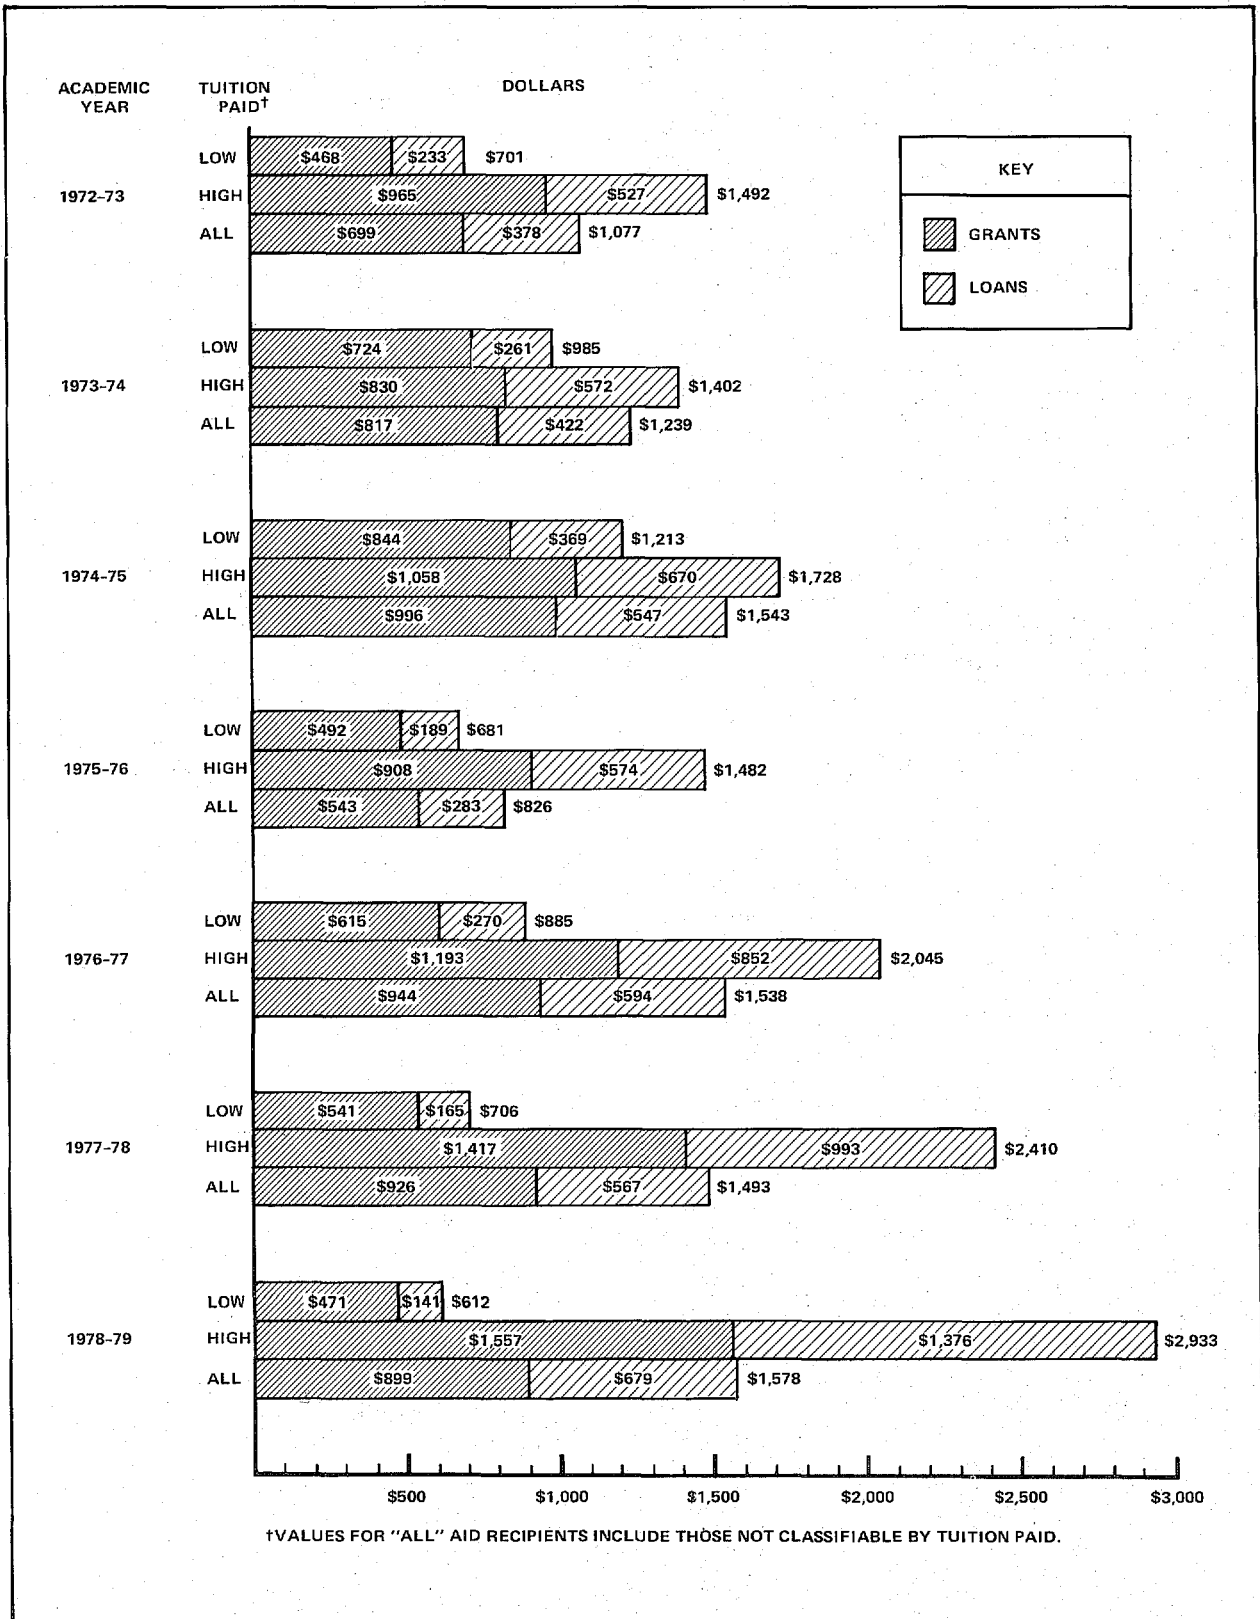 ACADEMIC YEAR
TUITION PAID†
DOLLARS
KEY
GRANTS
LOANS
1972-73
LOW $468 $233 $701
HIGH $965 $527 $1,492
ALL $699 $378 $1,077
1973-74
LOW $724 $261 $985
HIGH $830 $572 $1,402
ALL $817 $422 $1,239
1974-75
LOW $844 $369 $1,213
HIGH $1,058 $670 $1,728
ALL $996 $547 $1,543
1975-76
LOW $492 $189 $681
HIGH $908 $574 $1,482
ALL $543 $283 $826
1976-77
LOW $615 $270 $885
HIGH $1,193 $852 $2,045
ALL $944 $594 $1,538
1977-78
LOW $541 $165 $706
HIGH $1,417 $993 $2,410
ALL $926 $567 $1,493
1978-79
LOW $471 $141 $612
HIGH $1,557 $1,376 $2,933
ALL $899 $679 $1,578
$500 $1,000 $1,500 $2,000 $2,500 $3,000
†VALUES FOR "ALL" AID RECIPIENTS INCLUDE THOSE NOT CLASSIFIABLE BY TUITION PAID.